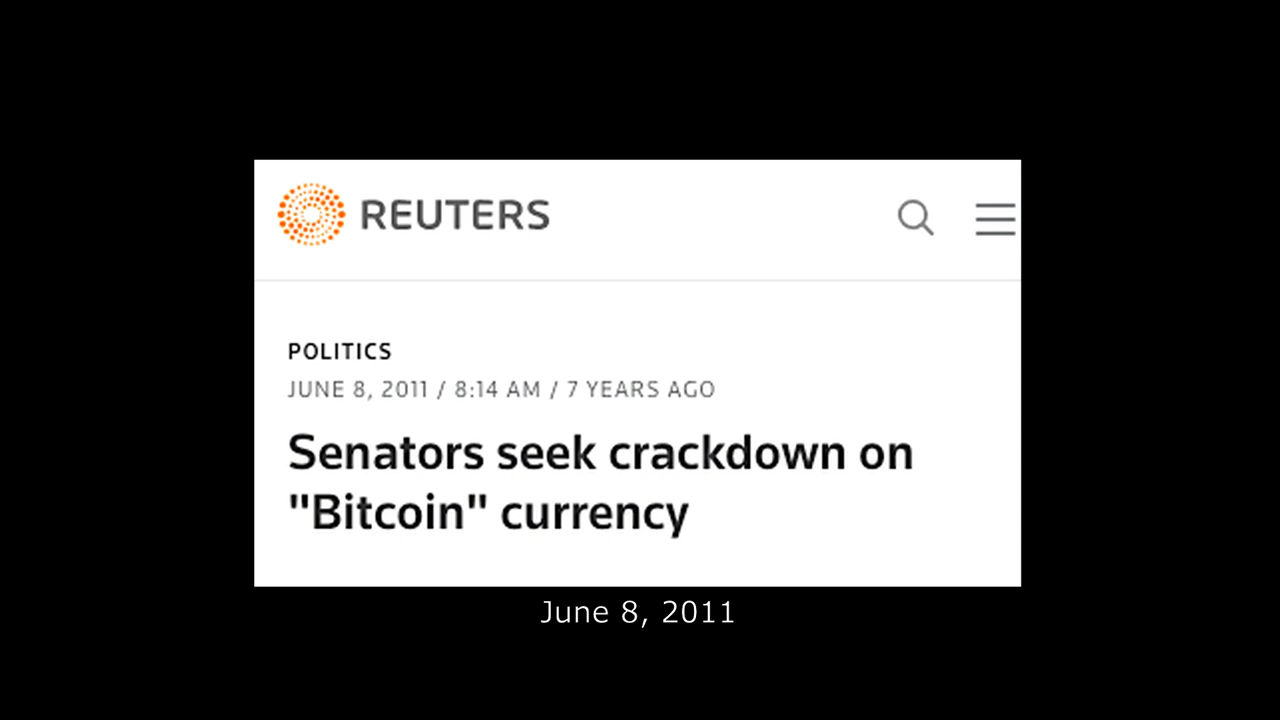 REUTERS
POLITICS
JUNE 8, 2011 / 8:14 AM / 7 YEARS AGO
Senators seek crackdown on
"Bitcoin" currency
June 8, 2011